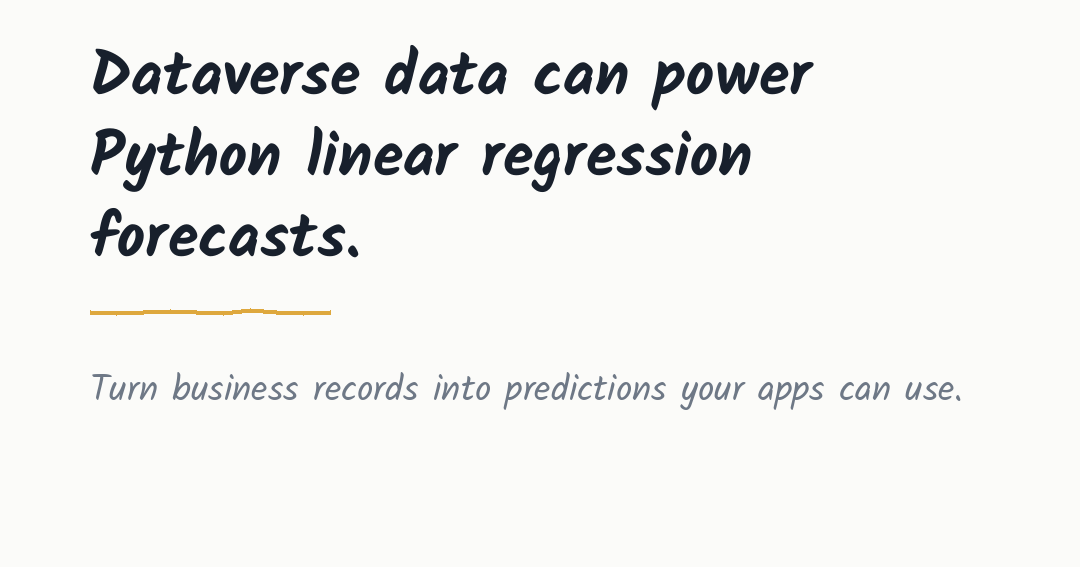 Dataverse data can power
Python linear regression
forecasts.
Turn business records into predictions your apps can use.